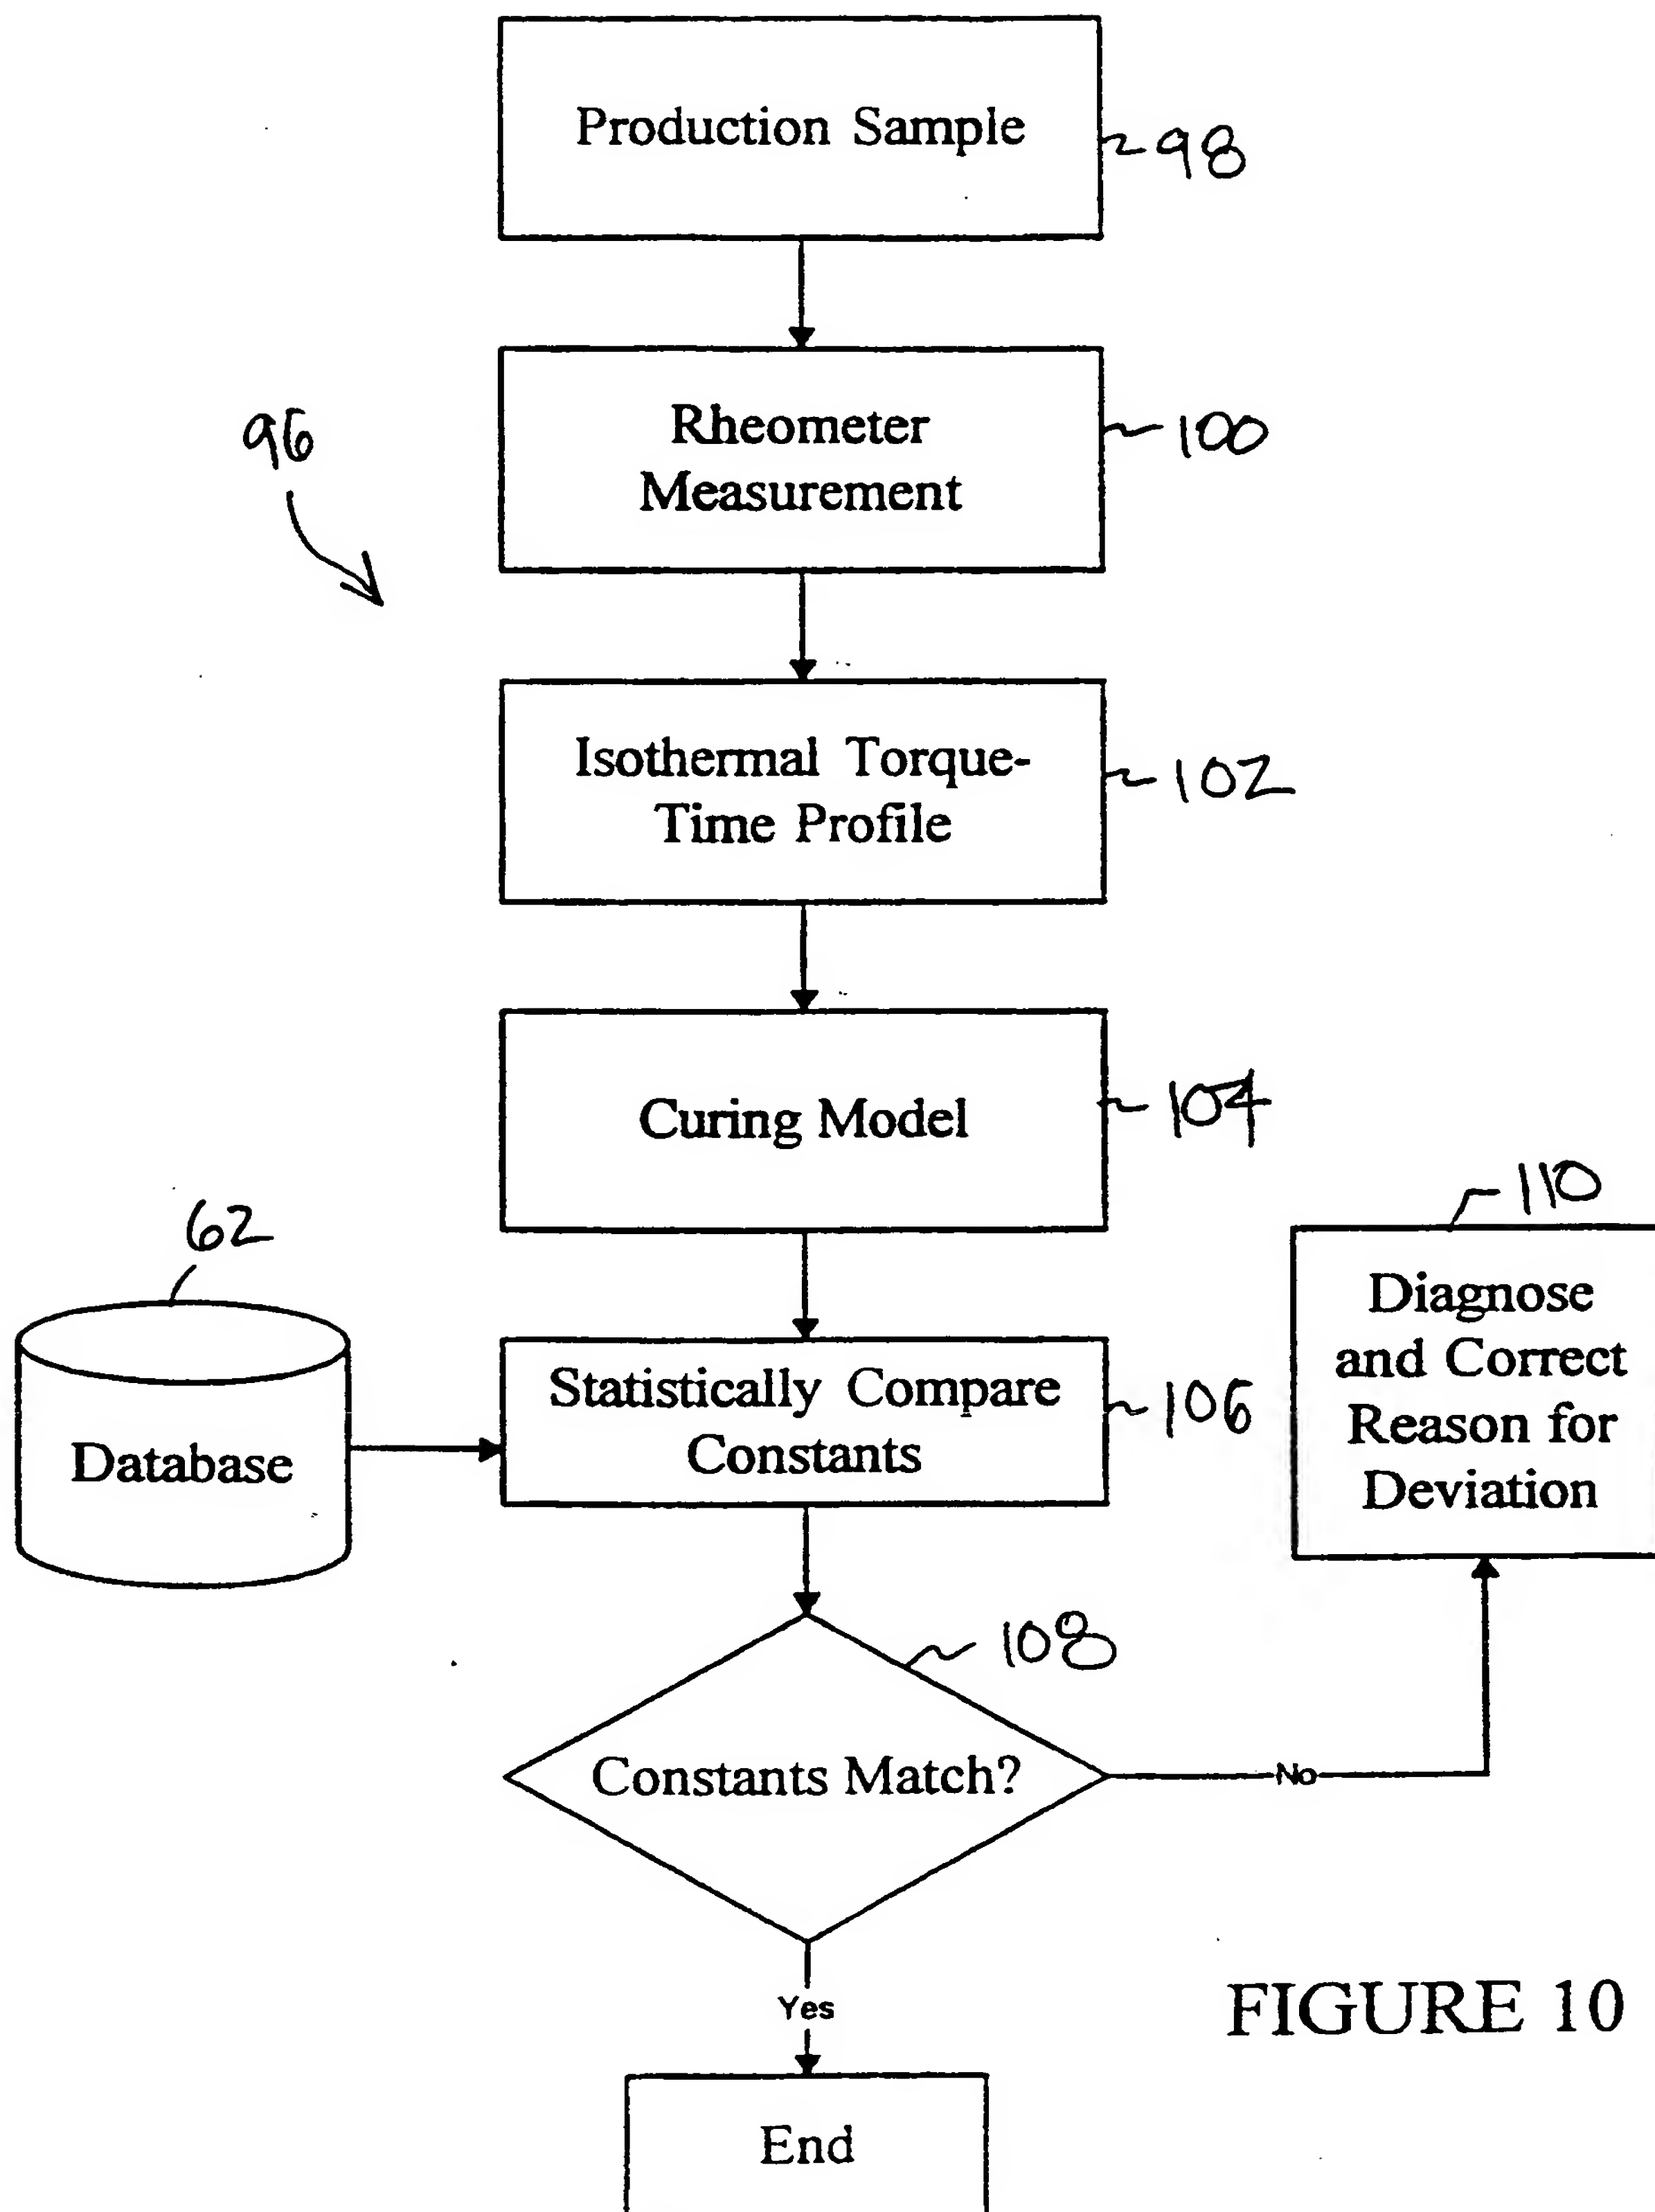 Production Sample
98
Rheometer
Measurement
100
96
Isothermal Torque-
Time Profile
102
Curing Model
104
62
Database
Statistically Compare
Constants
106
110
Diagnose
and Correct
Reason for
Deviation
108
Constants Match?
No
Yes
End
FIGURE 10